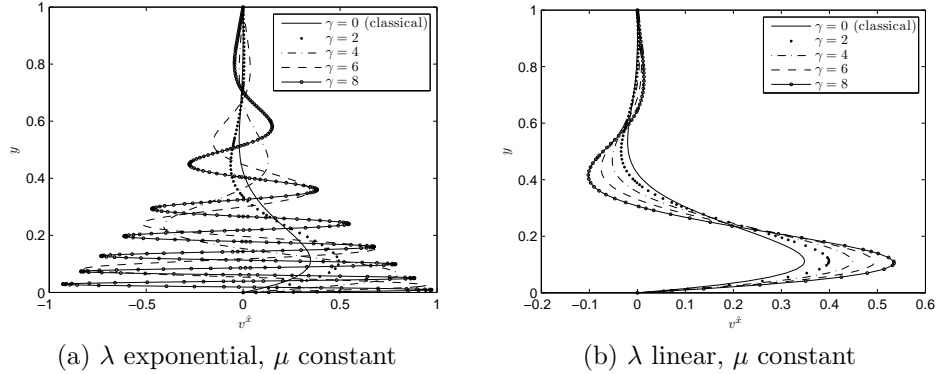 1
0.8
0.6
0.4
0.2
0
−1
−0.5
0
0.5
1
y
v^x̂
γ = 0 (classical)
γ = 2
γ = 4
γ = 6
γ = 8
(a) λ exponential, μ constant
1
0.8
0.6
0.4
0.2
0
−0.2
−0.1
0
0.1
0.2
0.3
0.4
0.5
0.6
y
v^x̂
γ = 0 (classical)
γ = 2
γ = 4
γ = 6
γ = 8
(b) λ linear, μ constant